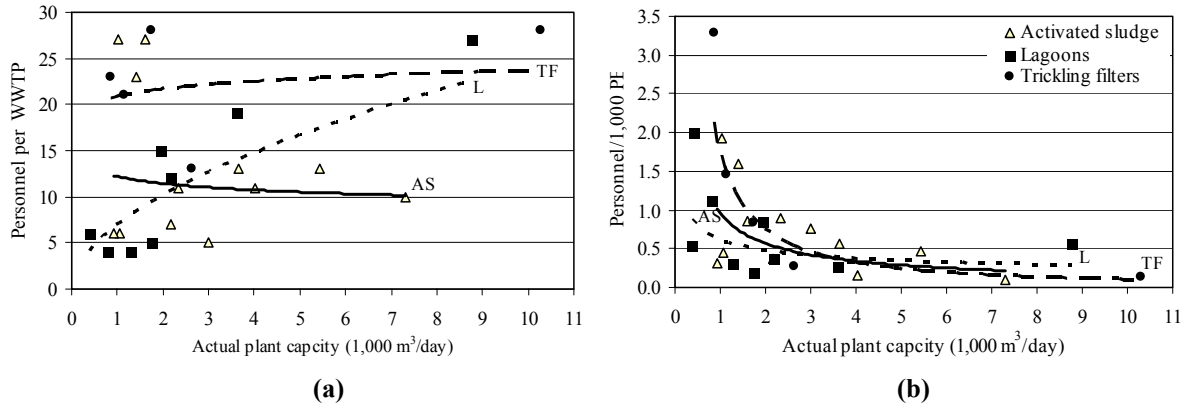 30
25
20
15
10
5
0
Personnel per WWTP
TF
L
AS
0 1 2 3 4 5 6 7 8 9 10 11
Actual plant capcity (1,000 m³/day)
(a)
3.5
3.0
2.5
2.0
1.5
1.0
0.5
0.0
Personnel/1,000 PE
Activated sludge
Lagoons
Trickling filters
AS
L
TF
0 1 2 3 4 5 6 7 8 9 10 11
Actual plant capcity (1,000 m³/day)
(b)